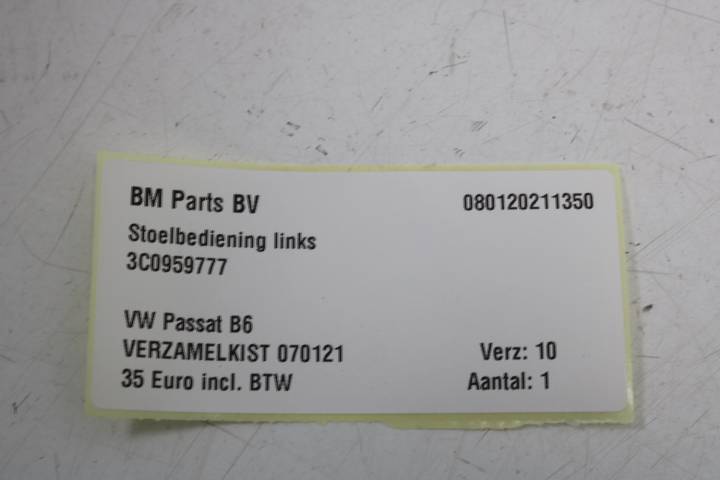 BM Parts BV 080120211350
Stoelbediening links
3C0959777
VW Passat B6
VERZAMELKIST 070121 Verz: 10
35 Euro incl. BTW Aantal: 1